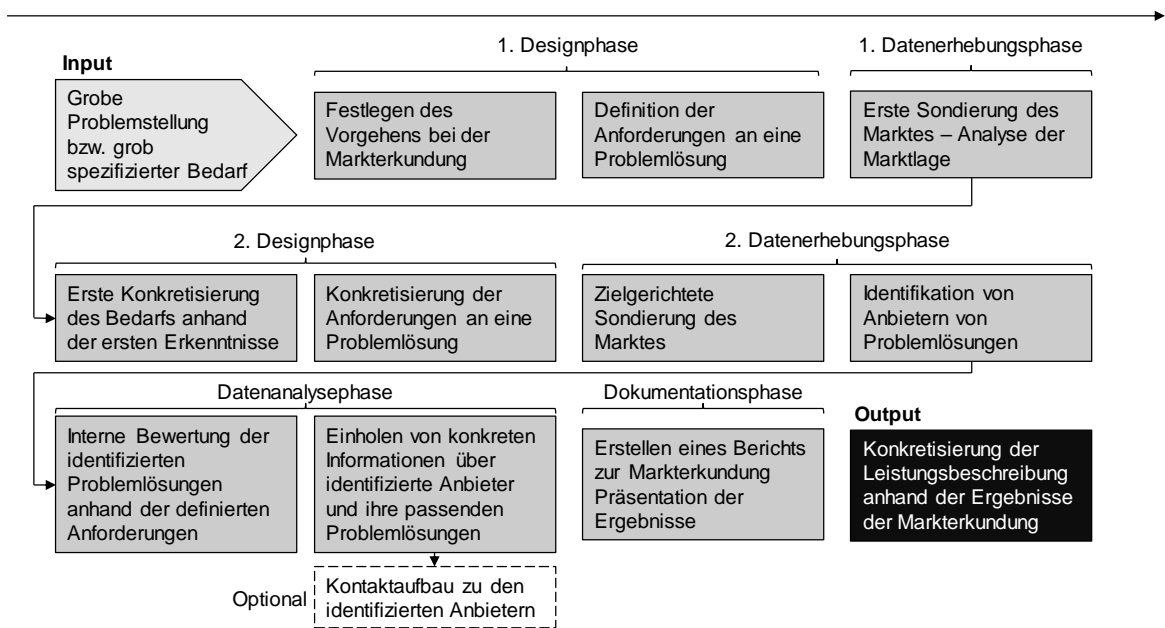 1. Designphase
1. Datenerhebungsphase
Input
Grobe
Problemstellung
bzw. grob
spezifizierter Bedarf
Festlegen des
Vorgehens bei der
Markterkundung
Definition der
Anforderungen an eine
Problemlösung
Erste Sondierung des
Marktes – Analyse der
Marktlage
2. Designphase
2. Datenerhebungsphase
Erste Konkretisierung
des Bedarfs anhand
der ersten Erkenntnisse
Konkretisierung der
Anforderungen an eine
Problemlösung
Zielgerichtete
Sondierung des
Marktes
Identifikation von
Anbietern von
Problemlösungen
Datenanalysephase
Dokumentationsphase
Output
Interne Bewertung der
identifizierten
Problemlösungen
anhand der definierten
Anforderungen
Einholen von konkreten
Informationen über
identifizierte Anbieter
und ihre passenden
Problemlösungen
Erstellen eines Berichts
zur Markterkundung
Präsentation der
Ergebnisse
Konkretisierung der
Leistungsbeschreibung
anhand der Ergebnisse
der Markterkundung
Optional
Kontaktaufbau zu den
identifizierten Anbietern